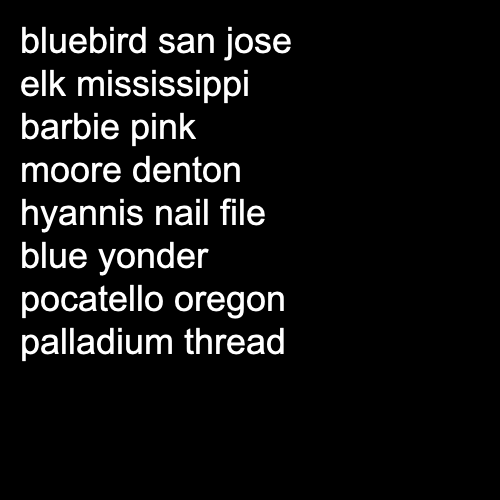 bluebird san jose
elk mississippi
barbie pink
moore denton
hyannis nail file
blue yonder
pocatello oregon
palladium thread